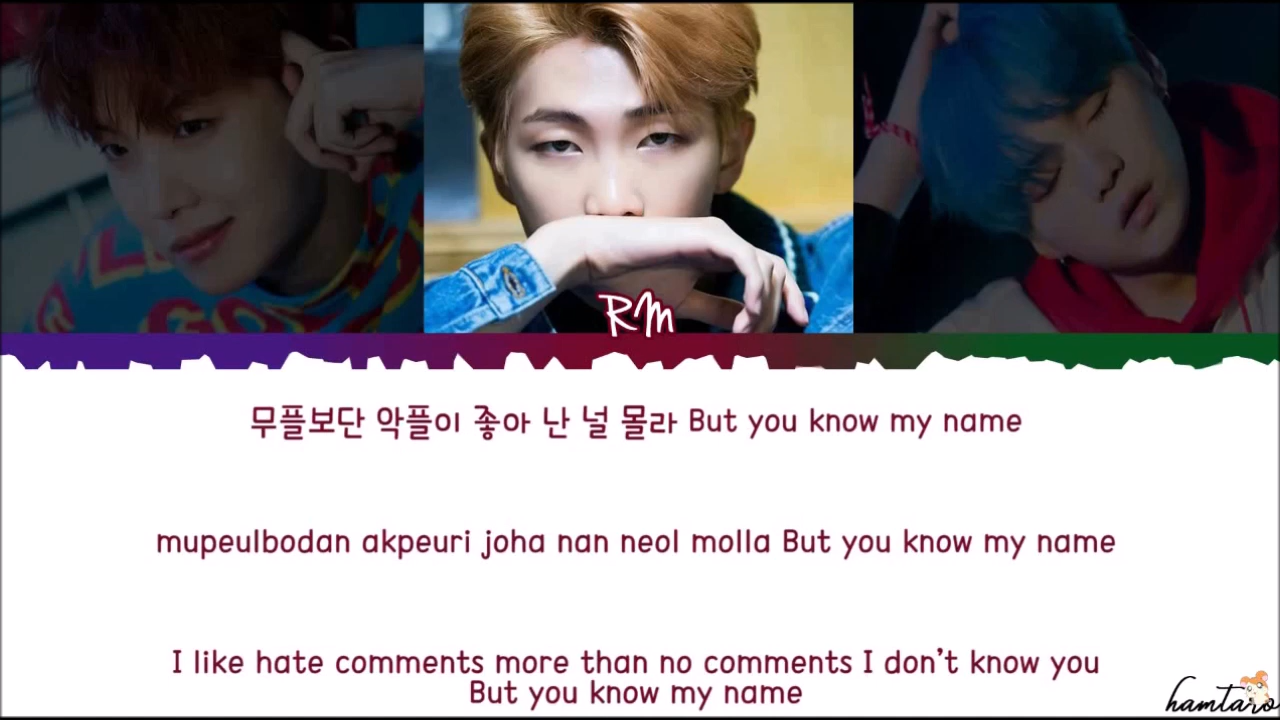 RM
무플보단 악플이 좋아 난 널 몰라 But you know my name
mupeulbodan akpeuri joha nan neol molla But you know my name
I like hate comments more than no comments I don't know you
But you know my name
hamtaro